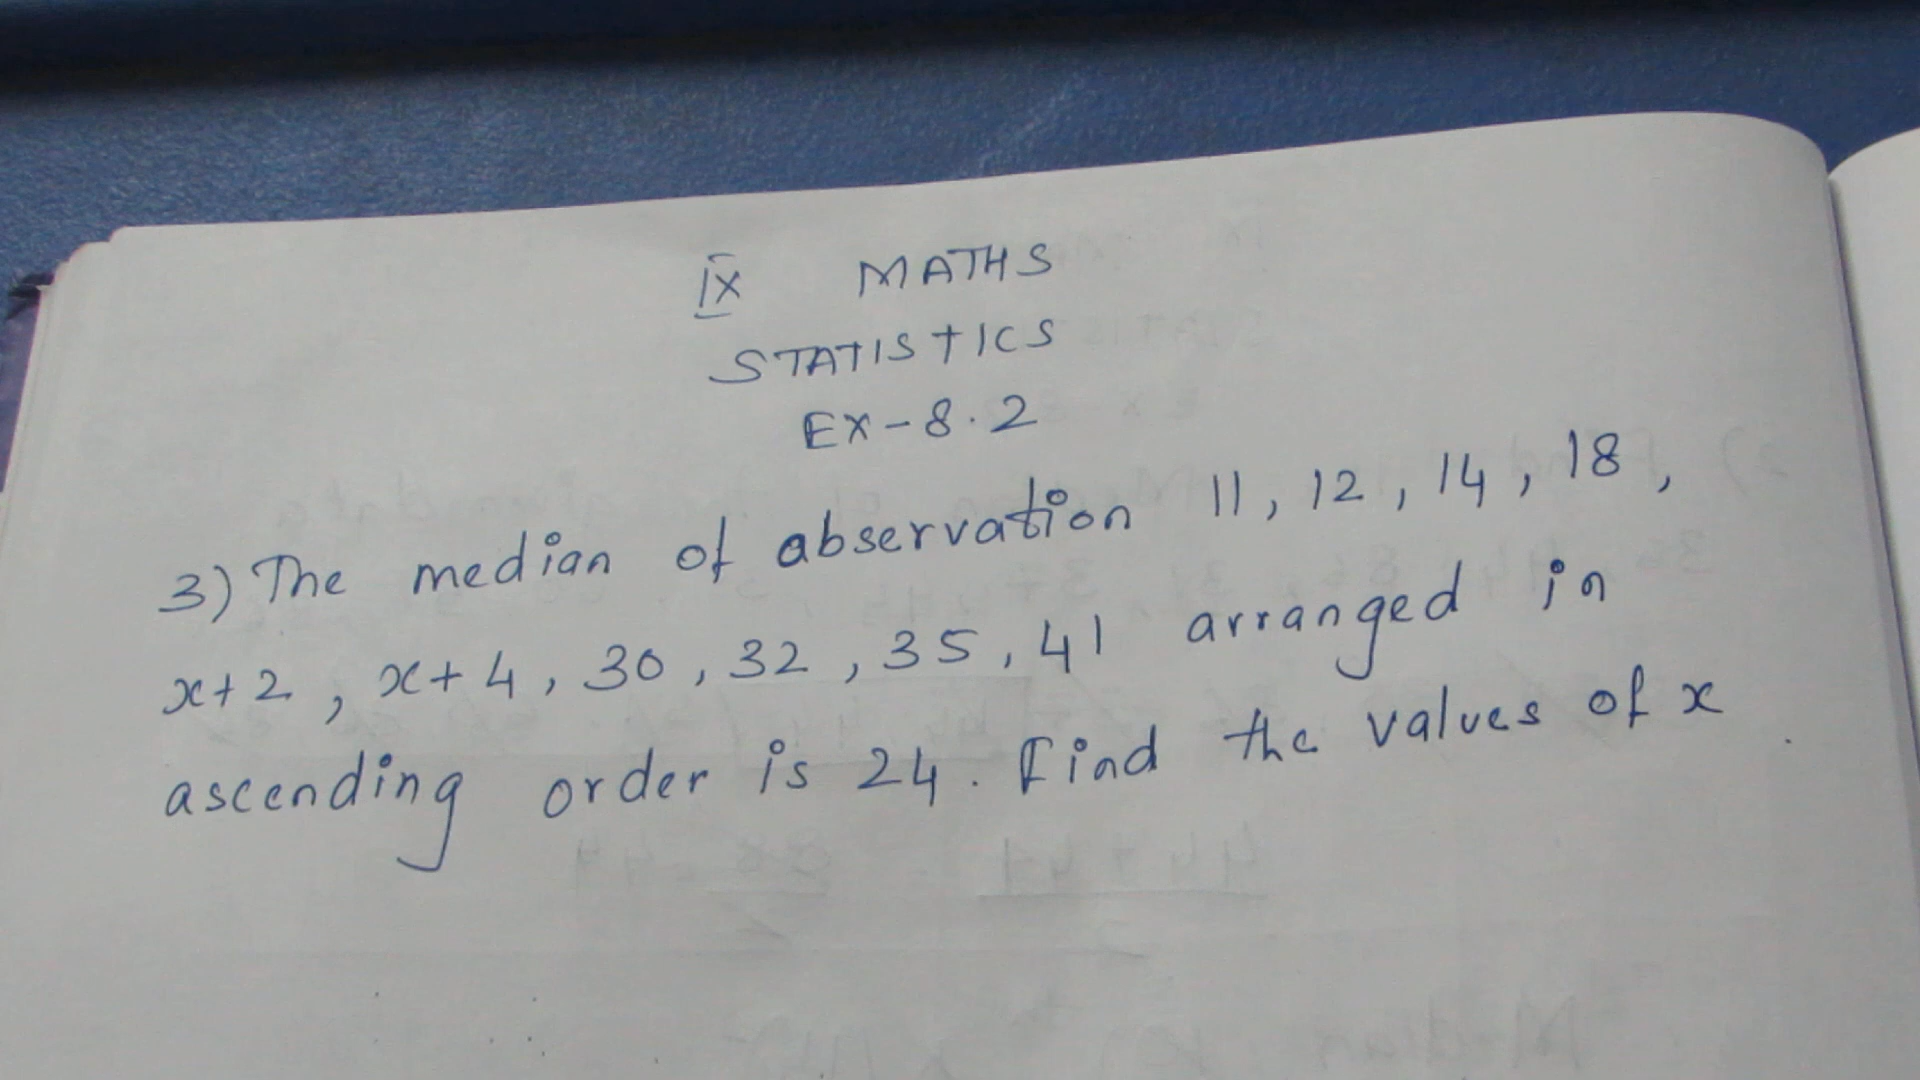 IX MATHS
STATISTICS
EX-8.2
3) The median of observation 11, 12, 14, 18,
x+2, x+4, 30, 32, 35, 41 arranged in
ascending order is 24. Find the values of x